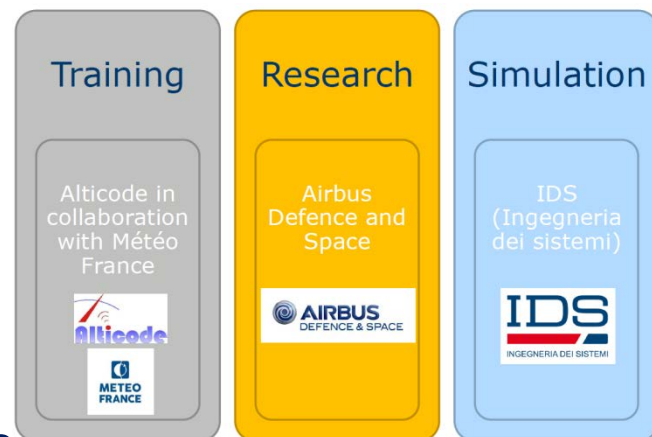 Training
Alticode in
collaboration
with Météo
France
Alticode
METEO
FRANCE
Research
Airbus
Defence and
Space
AIRBUS
DEFENCE & SPACE
Simulation
IDS
(Ingegneria
dei sistemi)
IDS
INGEGNERIA DEI SISTEMI